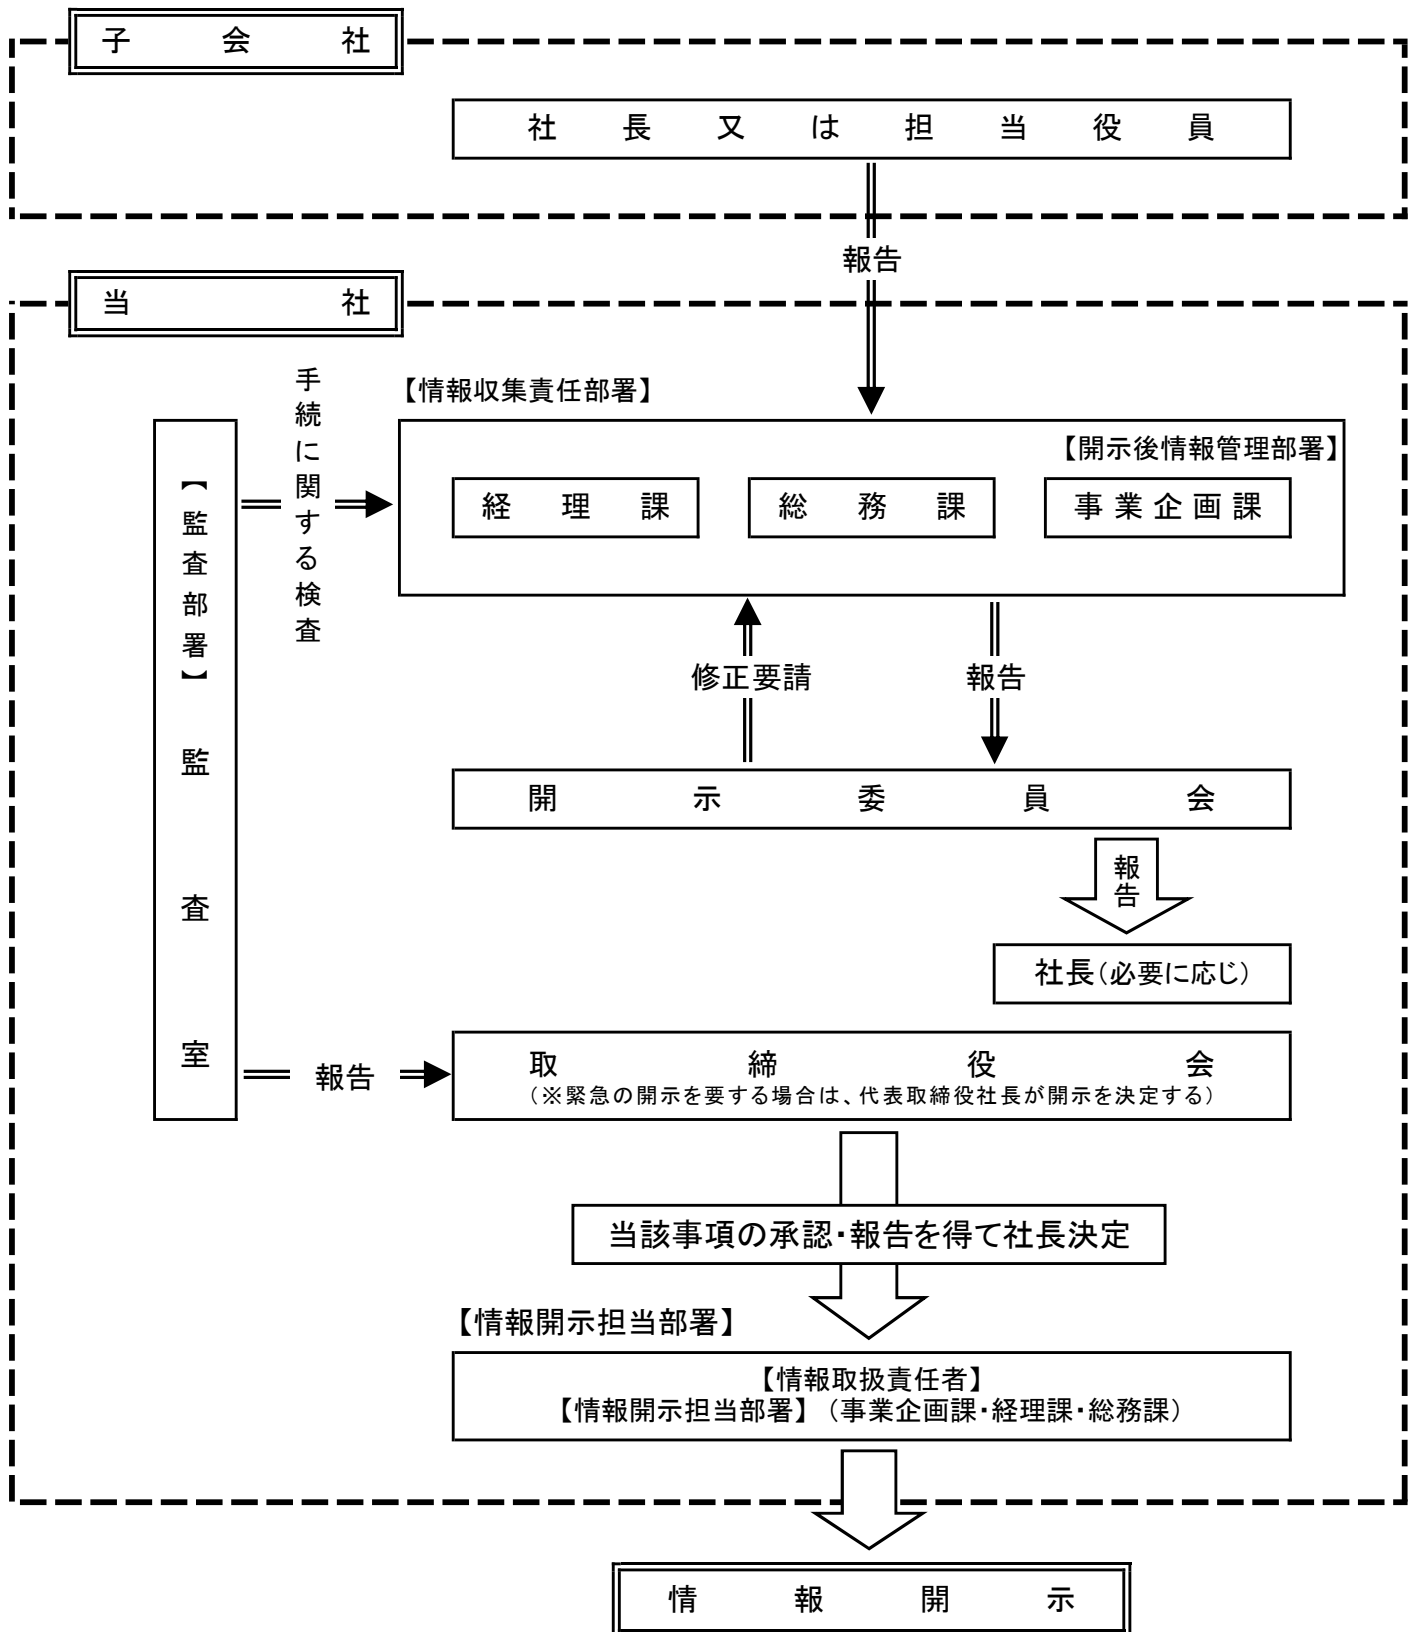 子会社
社長又は担当役員
報告
当社
手続に関する検査
【情報収集責任部署】
【開示後情報管理部署】
経理課
総務課
事業企画課
【監査部署】監査室
修正要請
報告
開示委員会
報告
社長(必要に応じ)
報告
取締役会
(※緊急の開示を要する場合は、代表取締役社長が開示を決定する)
当該事項の承認・報告を得て社長決定
【情報開示担当部署】
【情報取扱責任者】
【情報開示担当部署】(事業企画課・経理課・総務課)
情報開示